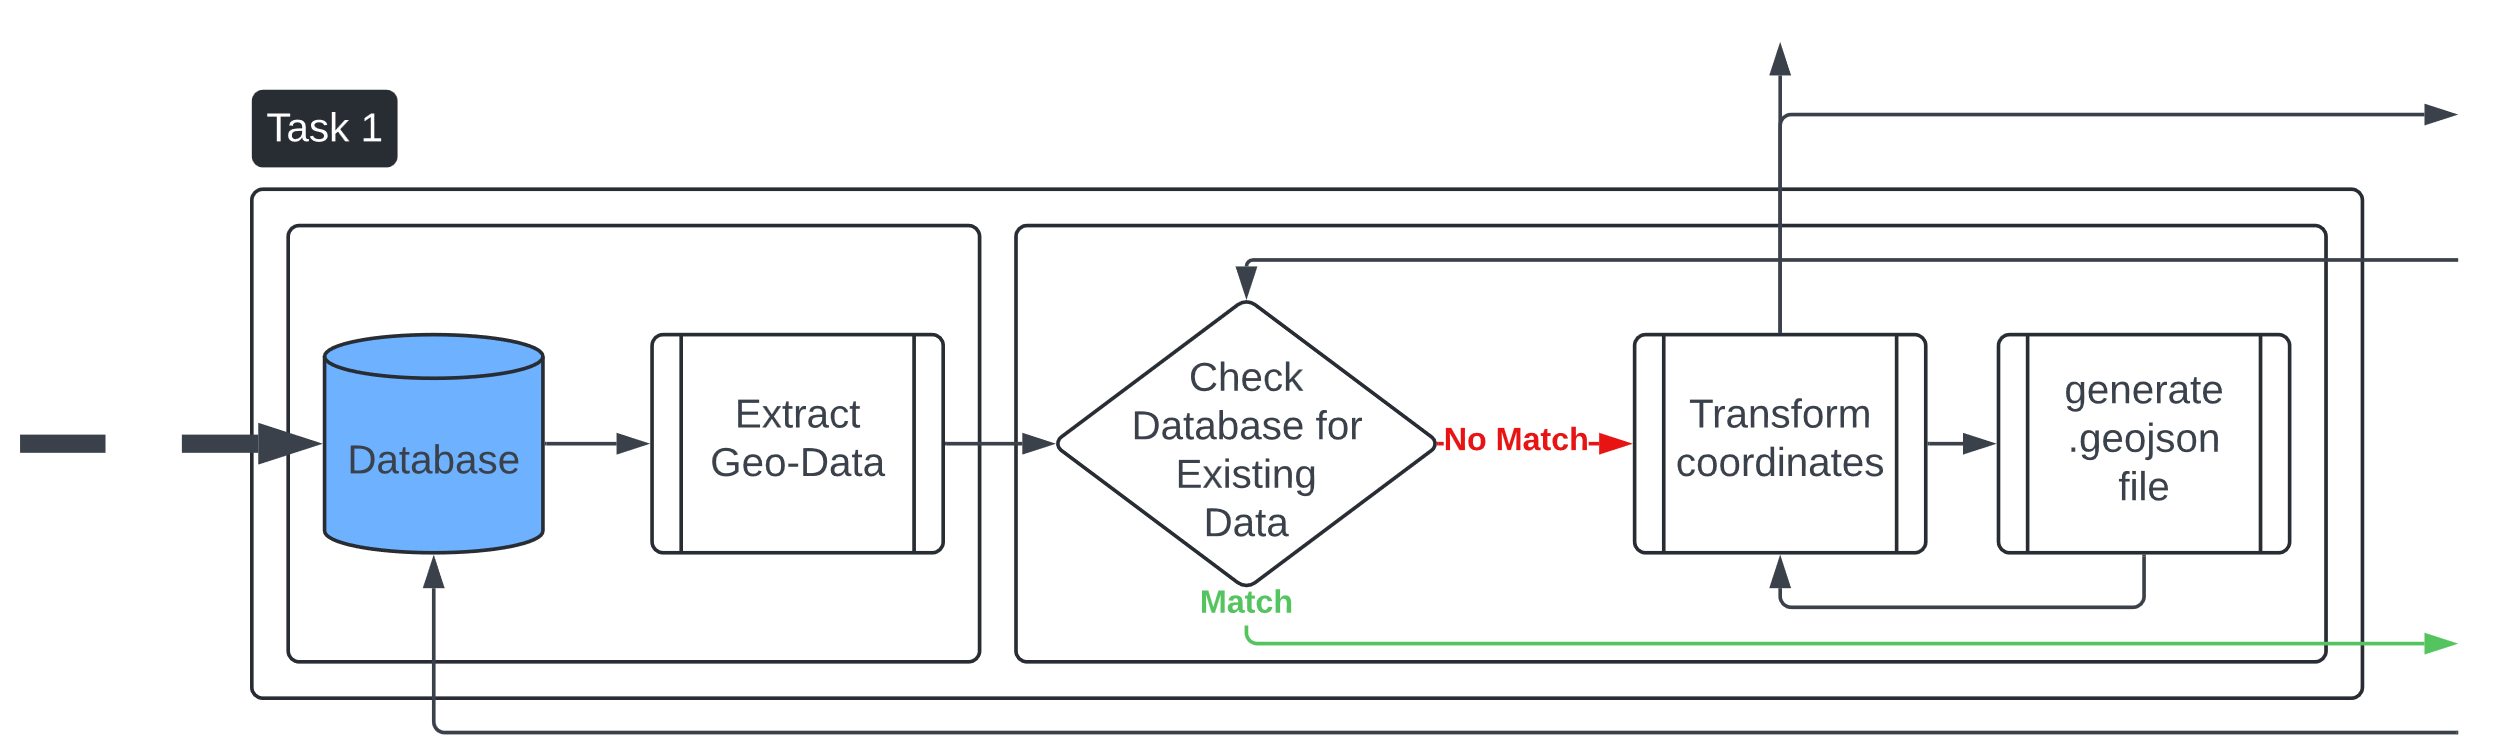 Task 1
Database
Extract
Geo-Data
Check
Database for
Existing
Data
Match
No Match
Transform
coordinates
generate
.geojson
file